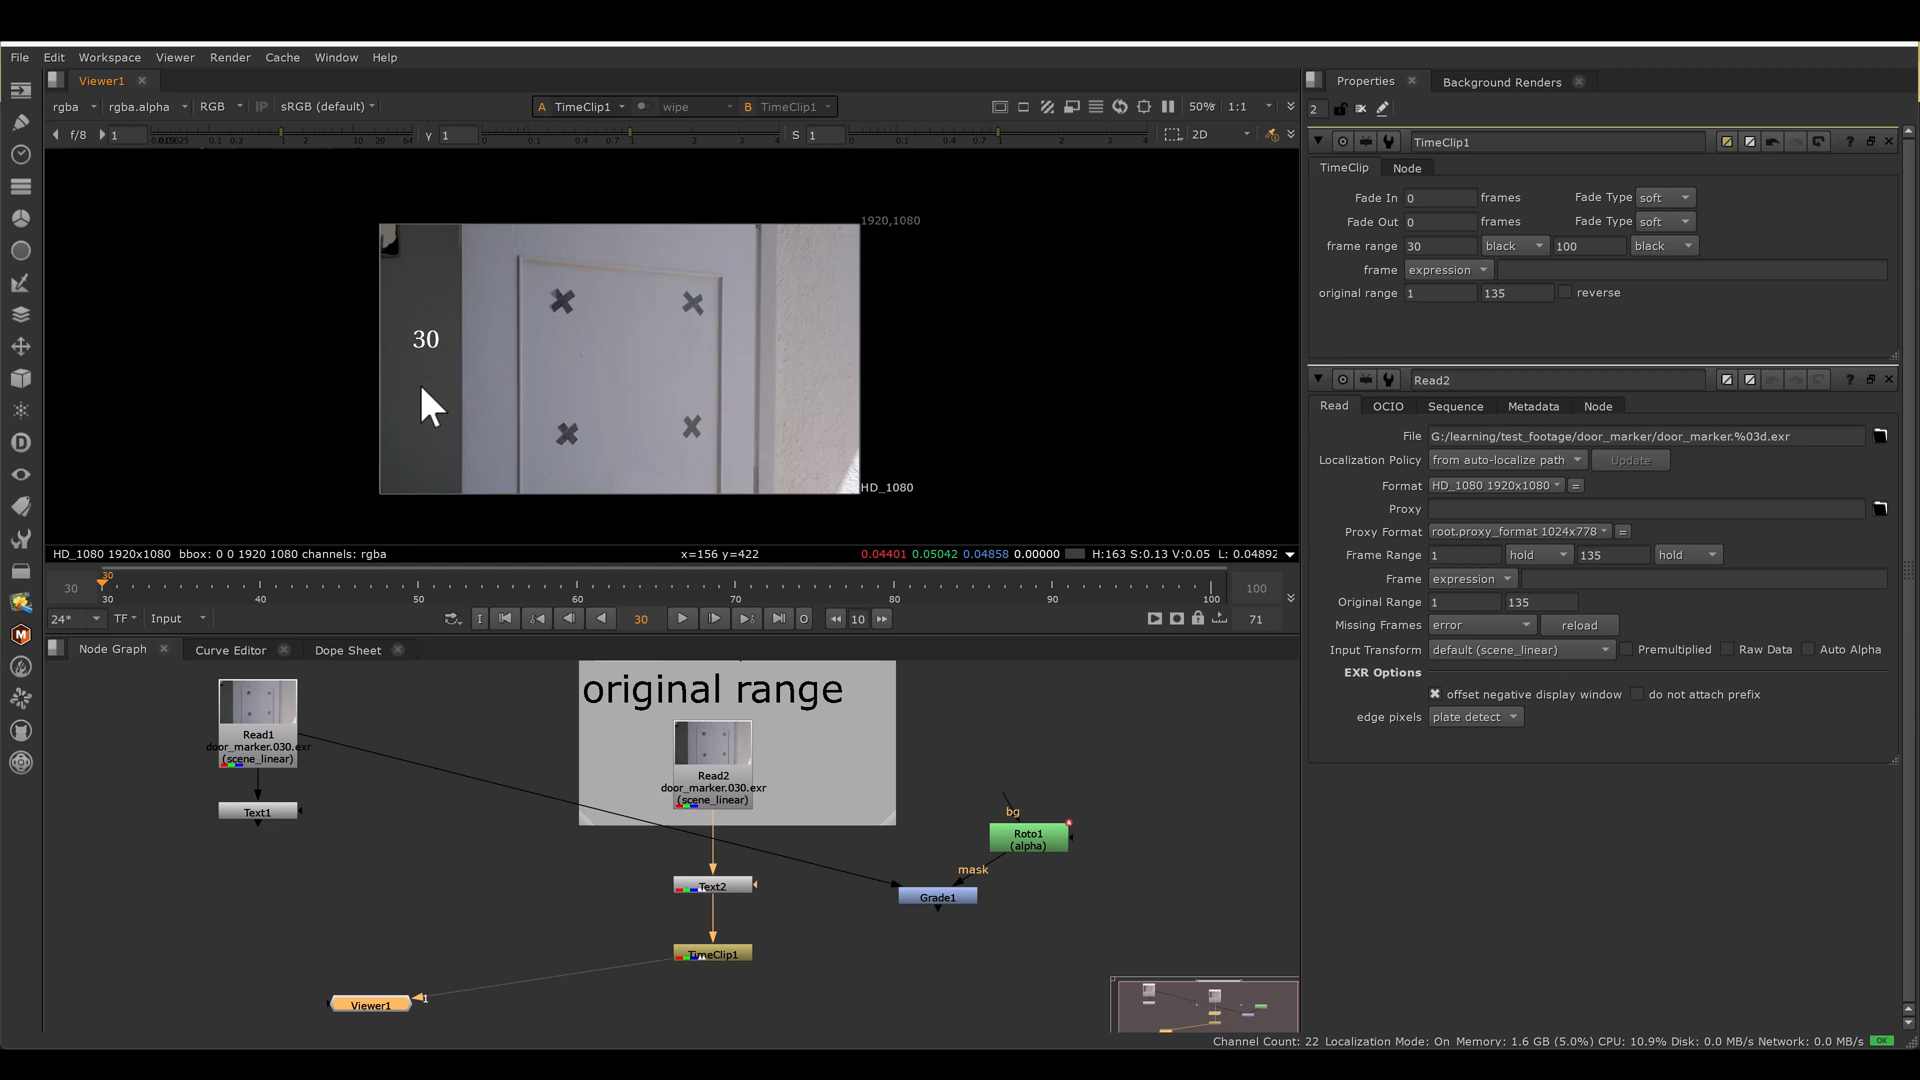 File Edit Workspace Viewer Render Cache Window Help
Viewer1
rgba rgba.alpha RGB IP sRGB (default) A TimeClip1 wipe B TimeClip1 50% 1:1
f/8 1 γ 1 S 1 2D
1920,1080
30
HD_1080
HD_1080 1920x1080 bbox: 0 0 1920 1080 channels: rgba x=156 y=422 0.04401 0.05042 0.04858 0.00000 H:163 S:0.13 V:0.05 L: 0.04892
30 30 30 40 50 60 70 80 90 100 100
24* TF Input I 30 O 10 71
Node Graph Curve Editor Dope Sheet
original range
Read1
door_marker.030.exr
(scene_linear)
Text1
Read2
door_marker.030.exr
(scene_linear)
Text2
TimeClip1
Viewer1
1
bg
Roto1
(alpha)
mask
Grade1
Properties Background Renders
2
TimeClip1
TimeClip Node
Fade In 0 frames Fade Type soft
Fade Out 0 frames Fade Type soft
frame range 30 black 100 black
frame expression
original range 1 135 reverse
Read2
Read OCIO Sequence Metadata Node
File G:/learning/test_footage/door_marker/door_marker.%03d.exr
Localization Policy from auto-localize path Update
Format HD_1080 1920x1080 =
Proxy
Proxy Format root.proxy_format 1024x778 =
Frame Range 1 hold 135 hold
Frame expression
Original Range 1 135
Missing Frames error reload
Input Transform default (scene_linear) Premultiplied Raw Data Auto Alpha
EXR Options
offset negative display window do not attach prefix
edge pixels plate detect
Channel Count: 22 Localization Mode: On Memory: 1.6 GB (5.0%) CPU: 10.9% Disk: 0.0 MB/s Network: 0.0 MB/s OK